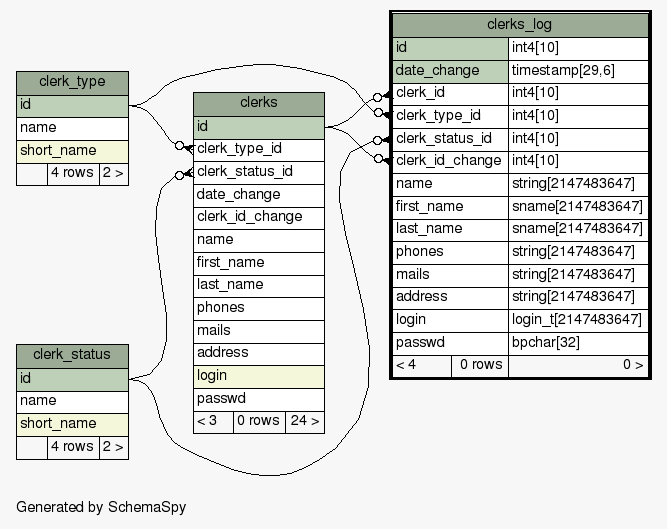 clerk_type
id
name
short_name
4 rows 2 >
clerk_status
id
name
short_name
4 rows 2 >
clerks
id
clerk_type_id
clerk_status_id
date_change
clerk_id_change
name
first_name
last_name
phones
mails
address
login
passwd
< 3 0 rows 24 >
clerks_log
id int4[10]
date_change timestamp[29,6]
clerk_id int4[10]
clerk_type_id int4[10]
clerk_status_id int4[10]
clerk_id_change int4[10]
name string[2147483647]
first_name sname[2147483647]
last_name sname[2147483647]
phones string[2147483647]
mails string[2147483647]
address string[2147483647]
login login_t[2147483647]
passwd bpchar[32]
< 4 0 rows 0 >
Generated by SchemaSpy